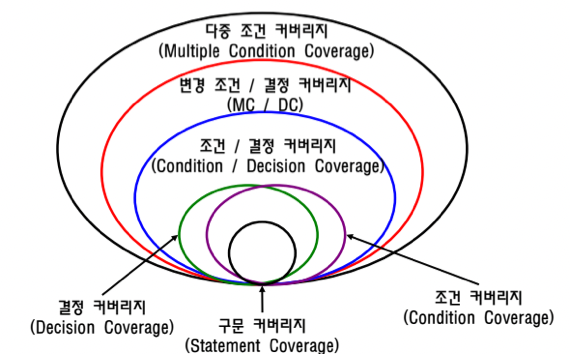 다중 조건 커버리지
(Multiple Condition Coverage)
변경 조건 / 결정 커버리지
(MC / DC)
조건 / 결정 커버리지
(Condition / Decision Coverage)
결정 커버리지
(Decision Coverage)
구문 커버리지
(Statement Coverage)
조건 커버리지
(Condition Coverage)